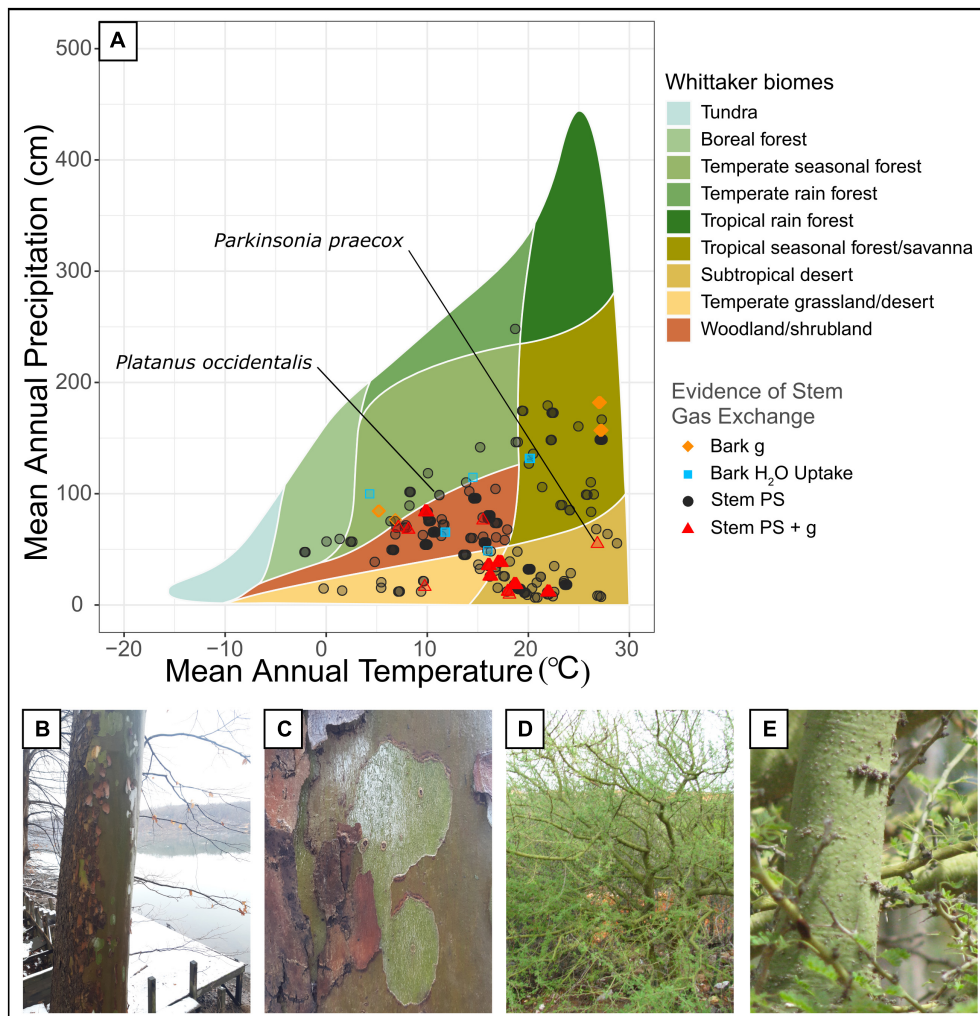 A
500
400
300
200
100
0
−20
−10
0
10
20
30
Mean Annual Precipitation (cm)
Mean Annual Temperature (°C)
Parkinsonia praecox
Platanus occidentalis
Whittaker biomes
Tundra
Boreal forest
Temperate seasonal forest
Temperate rain forest
Tropical rain forest
Tropical seasonal forest/savanna
Subtropical desert
Temperate grassland/desert
Woodland/shrubland
Evidence of Stem
Gas Exchange
Bark g
Bark H₂O Uptake
Stem PS
Stem PS + g
B
C
D
E